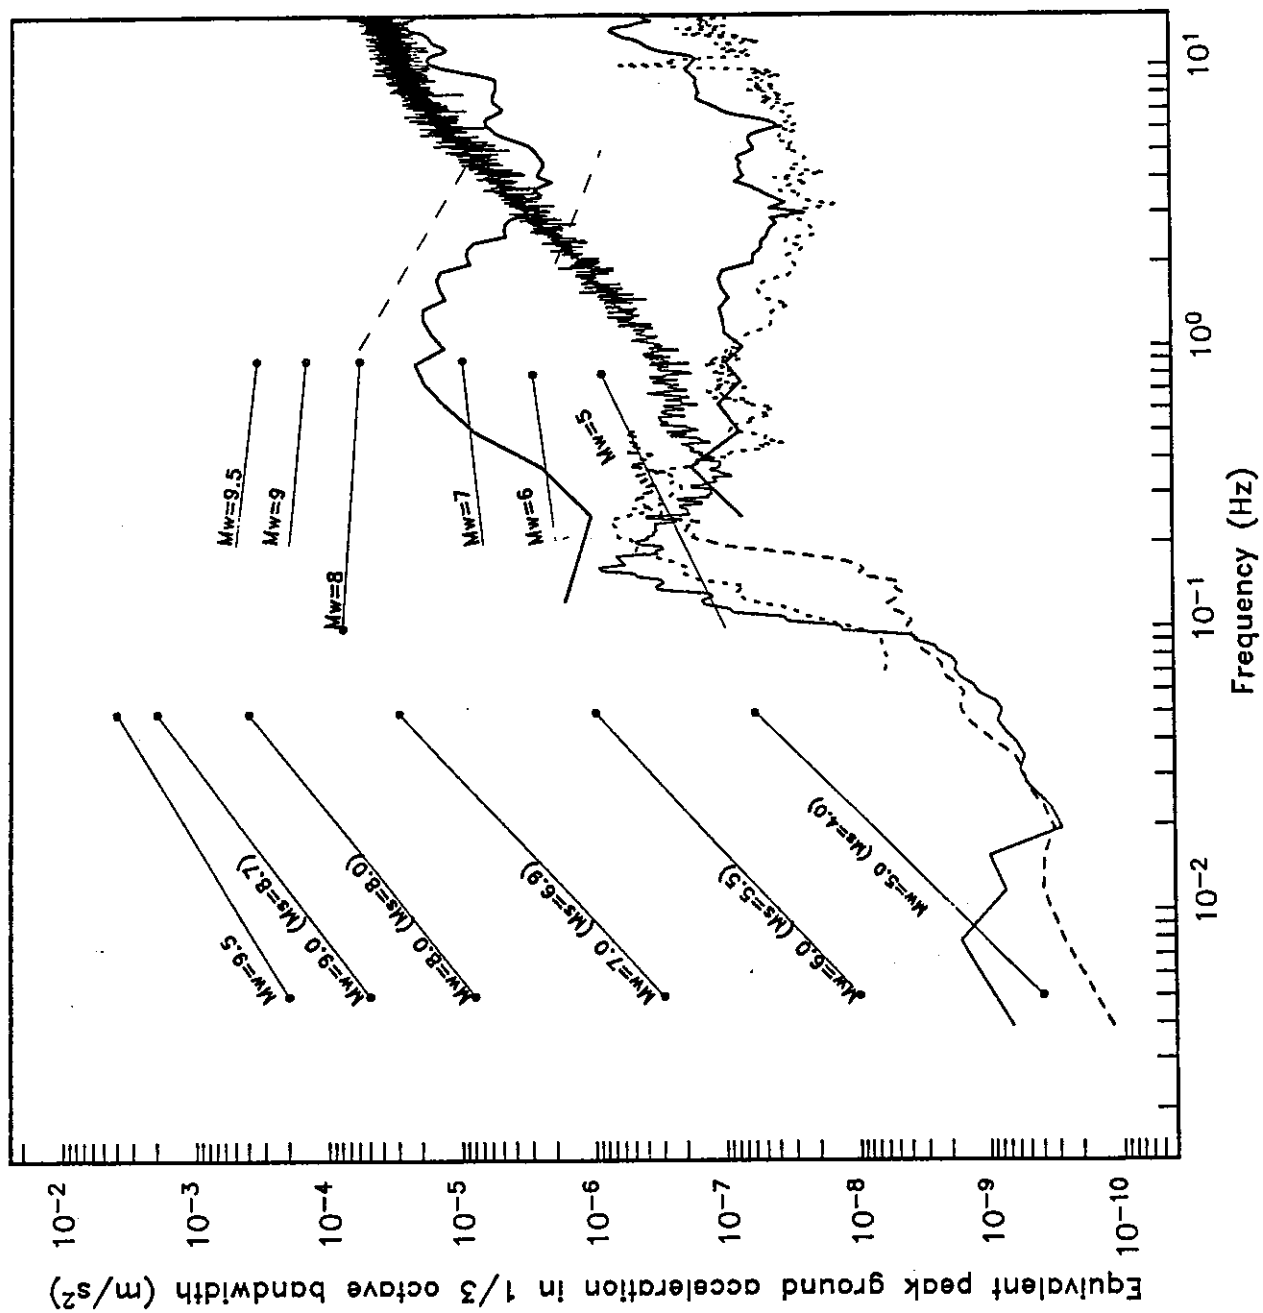 Equivalent peak ground acceleration in 1/3 octave bandwidth (m/s²)
10⁻²
10⁻³
10⁻⁴
10⁻⁵
10⁻⁶
10⁻⁷
10⁻⁸
10⁻⁹
10⁻¹⁰
Mw=9.5
Mw=9.0 (Ms=8.7)
Mw=8.0 (Ms=8.0)
Mw=7.0 (Ms=6.9)
Mw=6.0 (Ms=5.5)
Mw=5.0 (Ms=4.0)
Mw=9.5
Mw=9
Mw=8
Mw=7
Mw=6
Mw=5
10⁻²
10⁻¹
10⁰
10¹
Frequency (Hz)